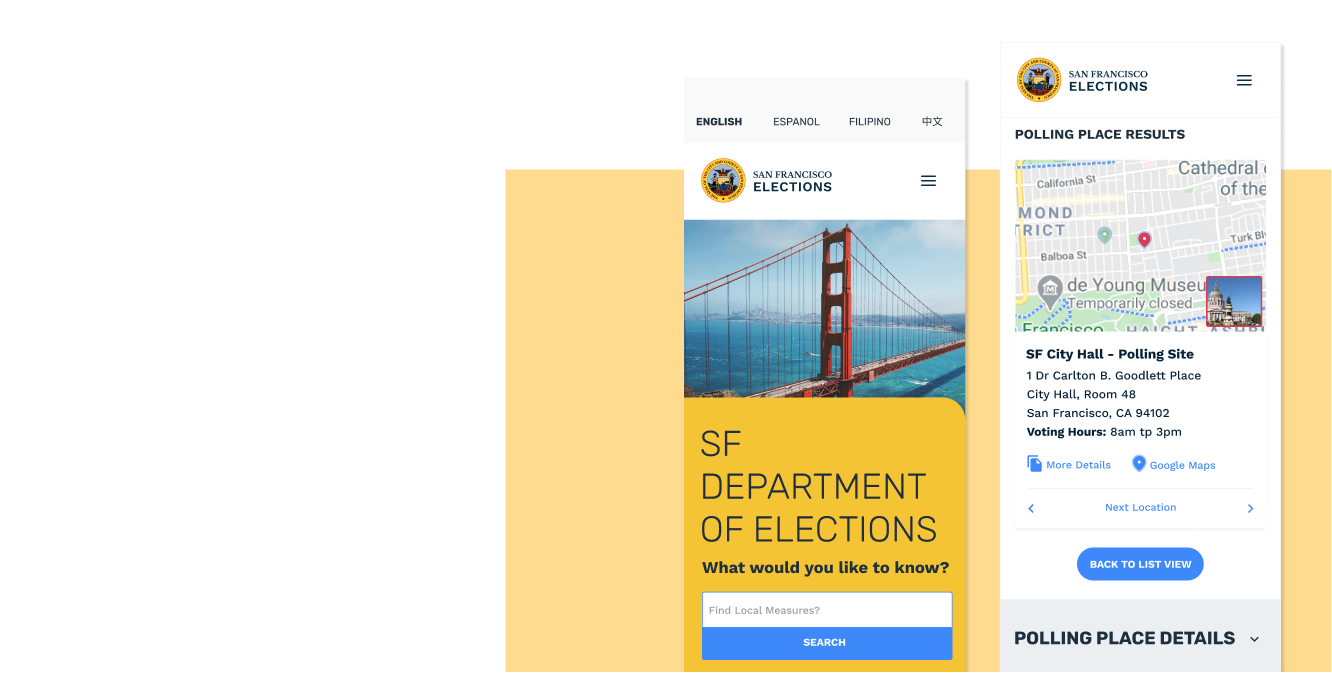 ENGLISH ESPANOL FILIPINO 中文
SAN FRANCISCO
ELECTIONS
SF
DEPARTMENT
OF ELECTIONS
What would you like to know?
Find Local Measures?
SEARCH
SAN FRANCISCO
ELECTIONS
POLLING PLACE RESULTS
Cathedral
of the
California St
MOND
TRICT
Turk Blv
Balboa St
de Young Museu
Temporarily closed
Francisco
HAIGHT-ASHB
SF City Hall - Polling Site
1 Dr Carlton B. Goodlett Place
City Hall, Room 48
San Francisco, CA 94102
Voting Hours: 8am tp 3pm
More Details Google Maps
Next Location
BACK TO LIST VIEW
POLLING PLACE DETAILS